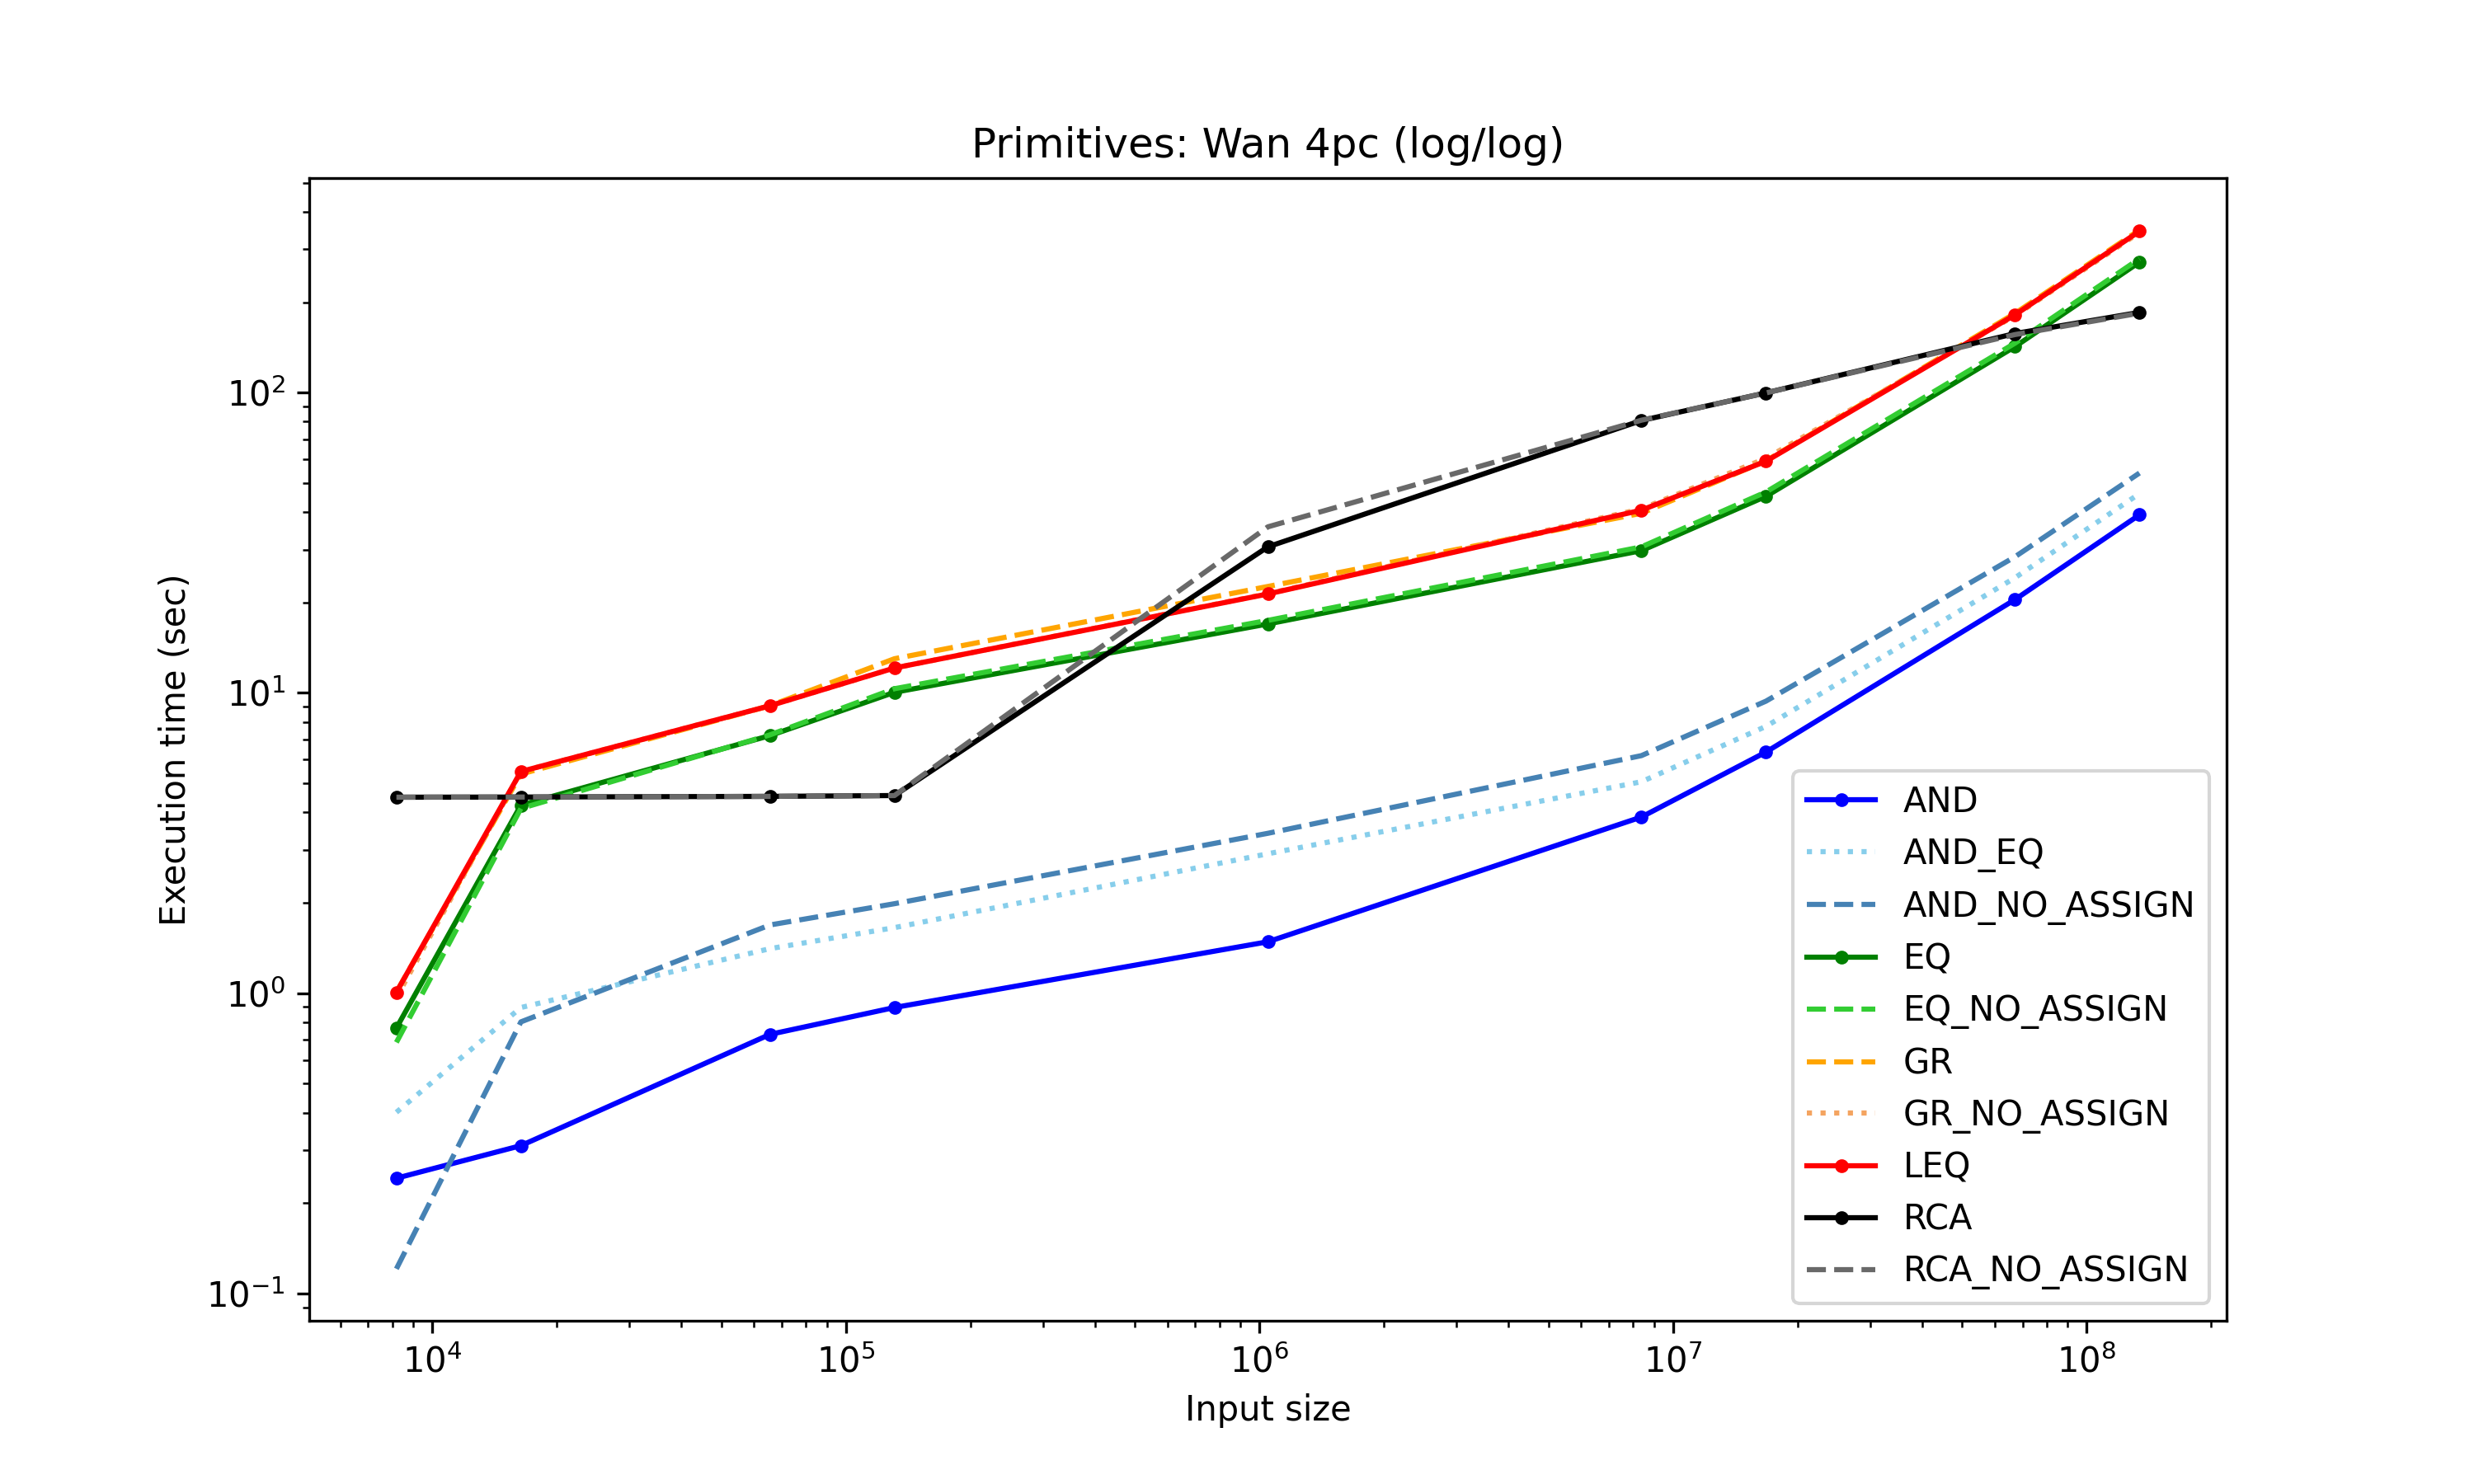 Primitives: Wan 4pc (log/log)
Execution time (sec)
10²
10¹
10⁰
10⁻¹
10⁴ 10⁵ 10⁶ 10⁷ 10⁸
Input size
AND
AND_EQ
AND_NO_ASSIGN
EQ
EQ_NO_ASSIGN
GR
GR_NO_ASSIGN
LEQ
RCA
RCA_NO_ASSIGN